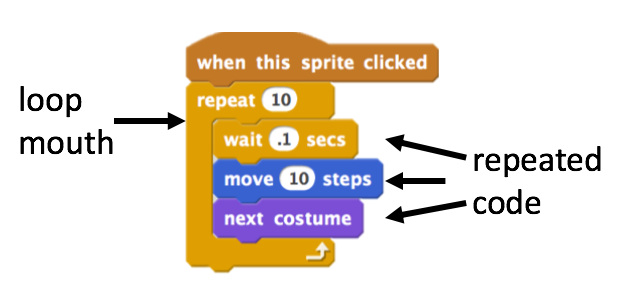 when this sprite clicked
repeat 10
loop
mouth
wait .1 secs
move 10 steps
next costume
repeated
code